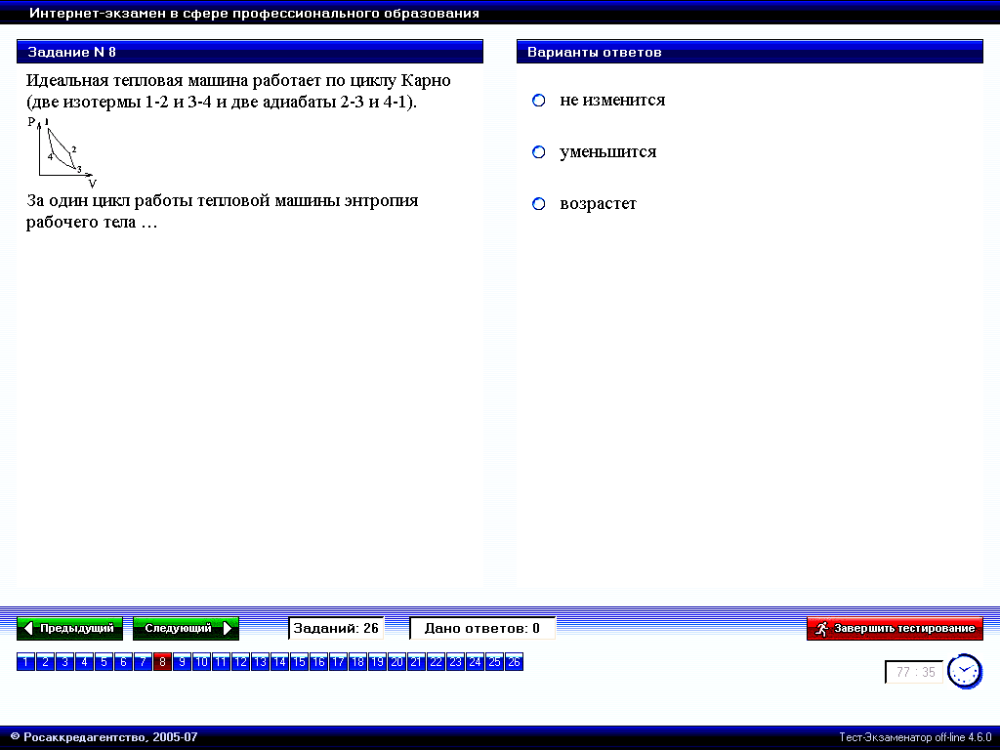 Интернет-экзамен в сфере профессионального образования
Задание N 8
Идеальная тепловая машина работает по циклу Карно
(две изотермы 1-2 и 3-4 и две адиабаты 2-3 и 4-1).
P
1
2
4
3
V
За один цикл работы тепловой машины энтропия
рабочего тела …
Варианты ответов
не изменится
уменьшится
возрастет
Предыдущий
Следующий
Заданий: 26
Дано ответов: 0
Завершить тестирование
1 2 3 4 5 6 7 8 9 10 11 12 13 14 15 16 17 18 19 20 21 22 23 24 25 26
77 : 35
© Росаккредагентство, 2005-07
Тест-Экзаменатор off-line 4.6.0